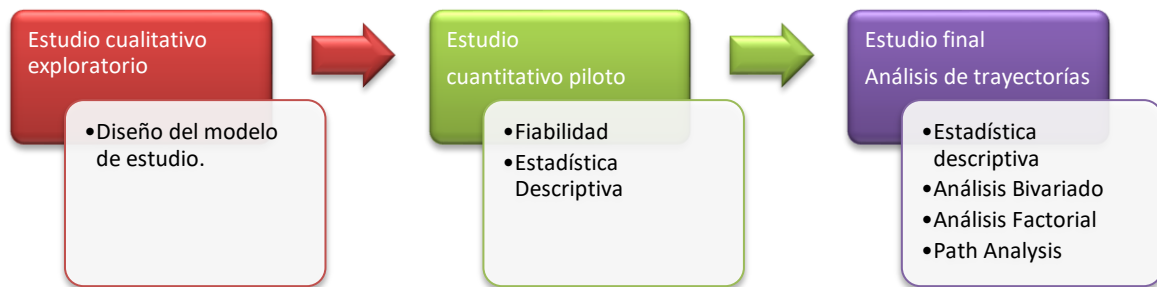 Estudio cualitativo
exploratorio
•Diseño del modelo
de estudio.
Estudio
cuantitativo piloto
•Fiabilidad
•Estadística
Descriptiva
Estudio final
Análisis de trayectorías
•Estadística
descriptiva
•Análisis Bivariado
•Análisis Factorial
•Path Analysis